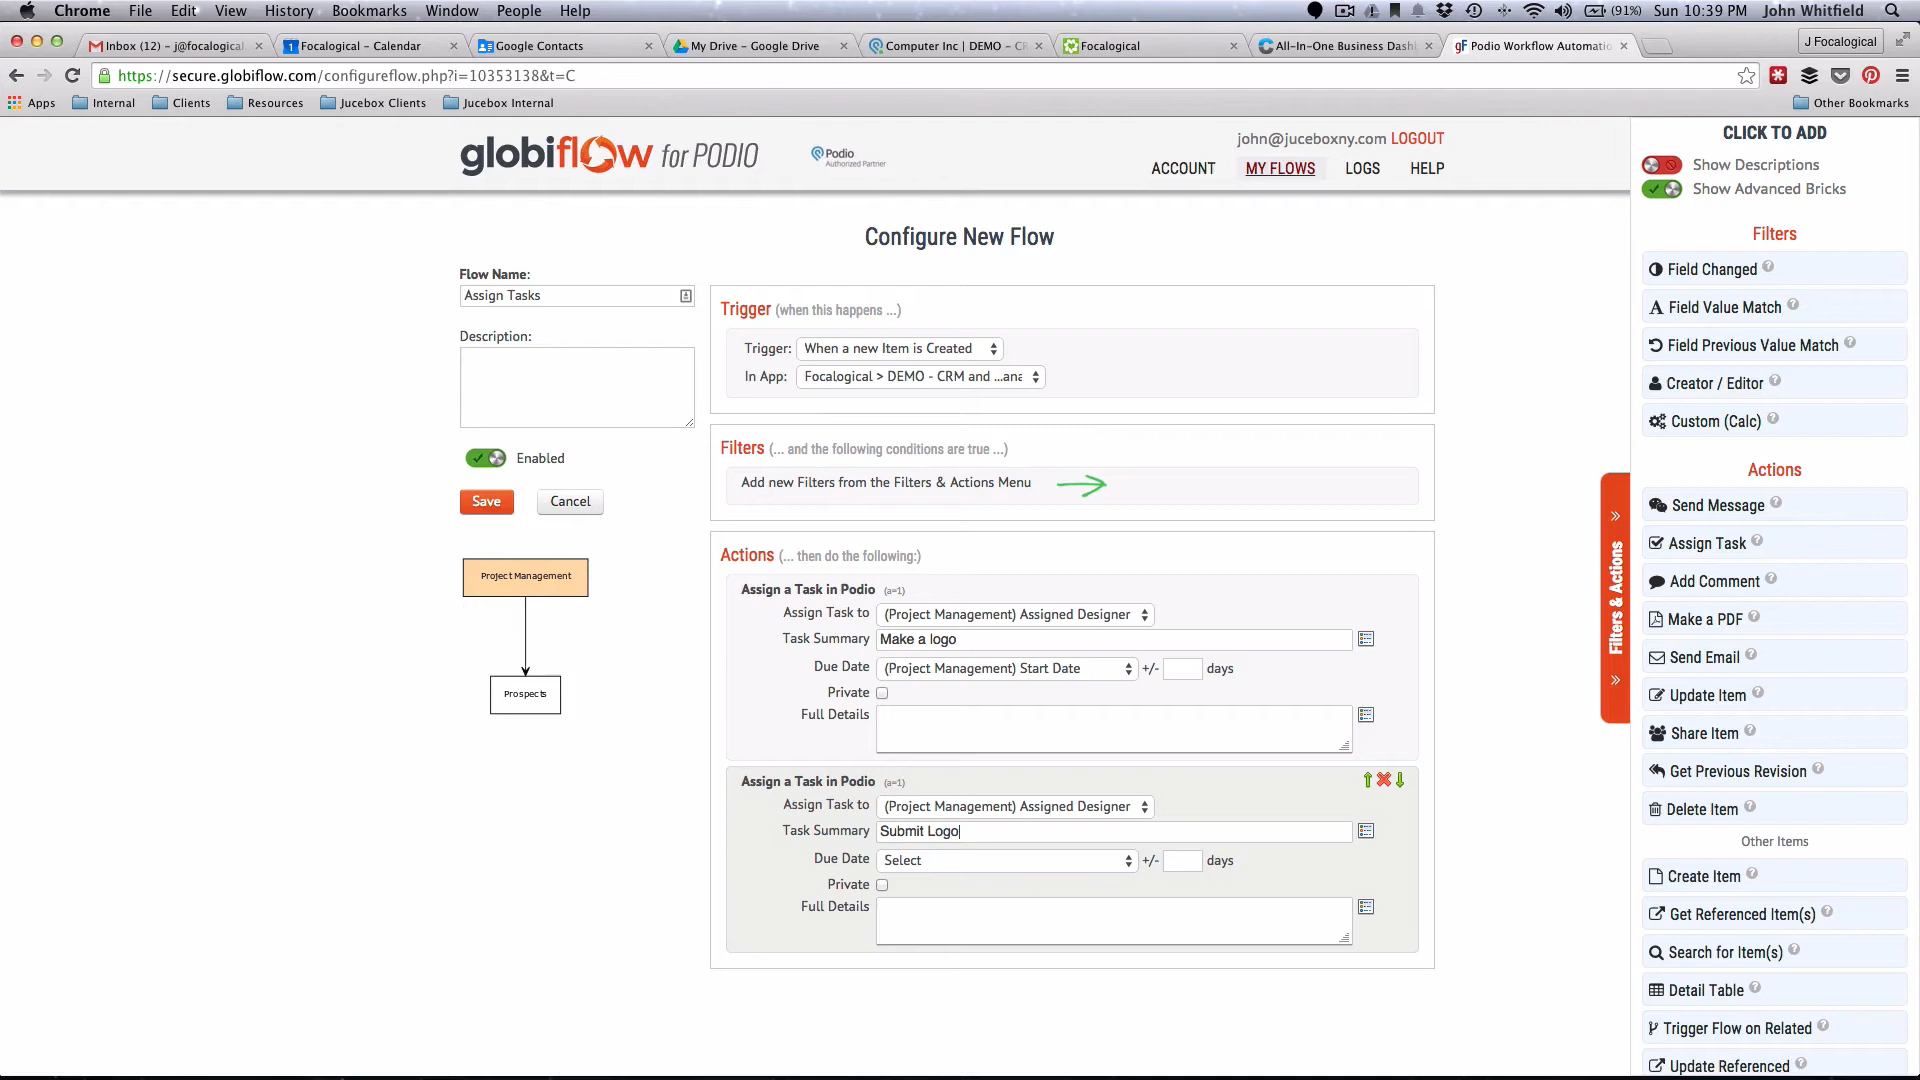 Chrome File Edit View History Bookmarks Window People Help (91%) Sun 10:39 PM John Whitfield
Inbox (12) – j@focalogical Focalogical – Calendar Google Contacts My Drive – Google Drive Computer Inc | DEMO – CR Focalogical All-In-One Business Dash gF Podio Workflow Automatio J Focalogical
https://secure.globiflow.com/configureflow.php?i=10353138&t=C
Apps Internal Clients Resources Jucebox Clients Jucebox Internal Other Bookmarks
globiflow for PODIO
Podio
Authorized Partner
john@juceboxny.com LOGOUT
ACCOUNT MY FLOWS LOGS HELP
Configure New Flow
Flow Name:
Assign Tasks
Description:
Enabled
Save Cancel
Project Management
Prospects
Trigger (when this happens ...)
Trigger: When a new Item is Created
In App: Focalogical > DEMO - CRM and ...ana
Filters (... and the following conditions are true ...)
Add new Filters from the Filters & Actions Menu
Actions (... then do the following:)
Assign a Task in Podio (a=1)
Assign Task to (Project Management) Assigned Designer
Task Summary Make a logo
Due Date (Project Management) Start Date +/- days
Private
Full Details
Assign a Task in Podio (a=1)
Assign Task to (Project Management) Assigned Designer
Task Summary Submit Logo
Due Date Select +/- days
Private
Full Details
» Filters & Actions »
CLICK TO ADD
Show Descriptions
Show Advanced Bricks
Filters
Field Changed ?
Field Value Match ?
Field Previous Value Match ?
Creator / Editor ?
Custom (Calc) ?
Actions
Send Message ?
Assign Task ?
Add Comment ?
Make a PDF ?
Send Email ?
Update Item ?
Share Item ?
Get Previous Revision ?
Delete Item ?
Other Items
Create Item ?
Get Referenced Item(s) ?
Search for Item(s) ?
Detail Table ?
Trigger Flow on Related ?
Update Referenced ?